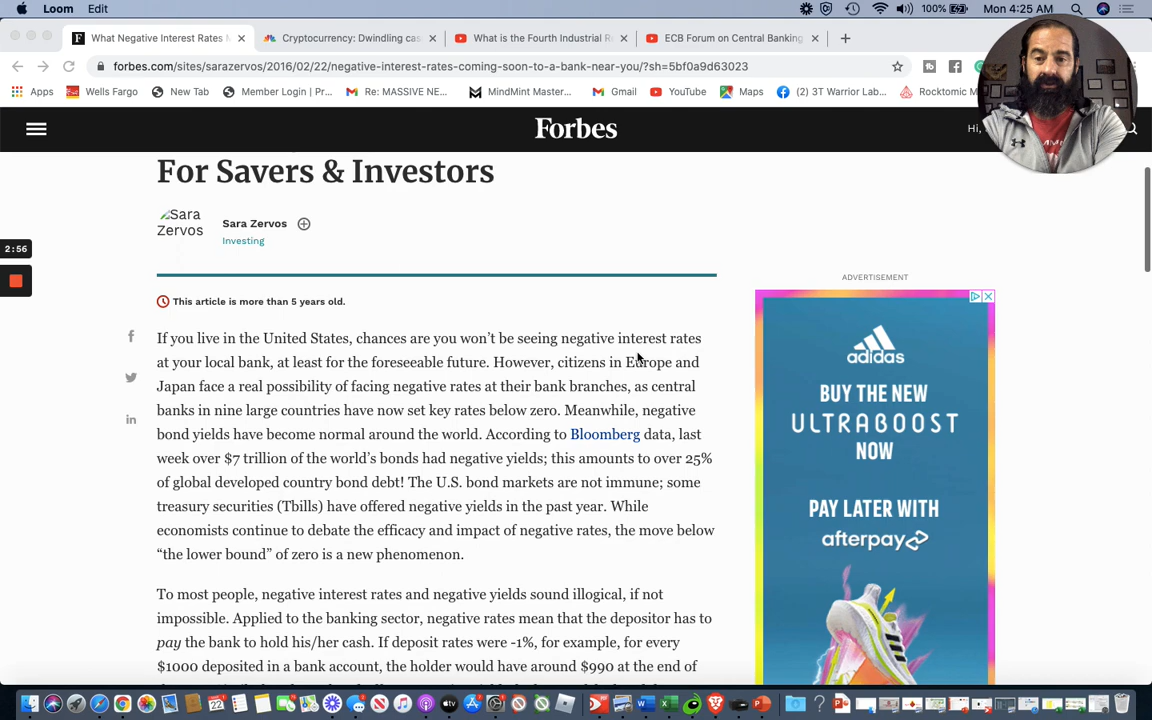 Loom Edit 100% Mon 4:25 AM
What Negative Interest Rates M Cryptocurrency: Dwindling cas What is the Fourth Industrial R ECB Forum on Central Banking
forbes.com/sites/sarazervos/2016/02/22/negative-interest-rates-coming-soon-to-a-bank-near-you/?sh=5bf0a9d63023
Apps Wells Fargo New Tab Member Login | Pr... Re: MASSIVE NE... MindMint Master... Gmail YouTube Maps (2) 3T Warrior Lab... Rocktomic
Forbes
Hi,
For Savers & Investors
Sara
Zervos
Sara Zervos
Investing
2:56
ADVERTISEMENT
This article is more than 5 years old.
If you live in the United States, chances are you won't be seeing negative interest rates
at your local bank, at least for the foreseeable future. However, citizens in Europe and
Japan face a real possibility of facing negative rates at their bank branches, as central
banks in nine large countries have now set key rates below zero. Meanwhile, negative
bond yields have become normal around the world. According to Bloomberg data, last
week over $7 trillion of the world's bonds had negative yields; this amounts to over 25%
of global developed country bond debt! The U.S. bond markets are not immune; some
treasury securities (Tbills) have offered negative yields in the past year. While
economists continue to debate the efficacy and impact of negative rates, the move below
"the lower bound" of zero is a new phenomenon.
To most people, negative interest rates and negative yields sound illogical, if not
impossible. Applied to the banking sector, negative rates mean that the depositor has to
pay the bank to hold his/her cash. If deposit rates were -1%, for example, for every
$1000 deposited in a bank account, the holder would have around $990 at the end of
adidas
BUY THE NEW
ULTRABOOST
NOW
PAY LATER WITH
afterpay